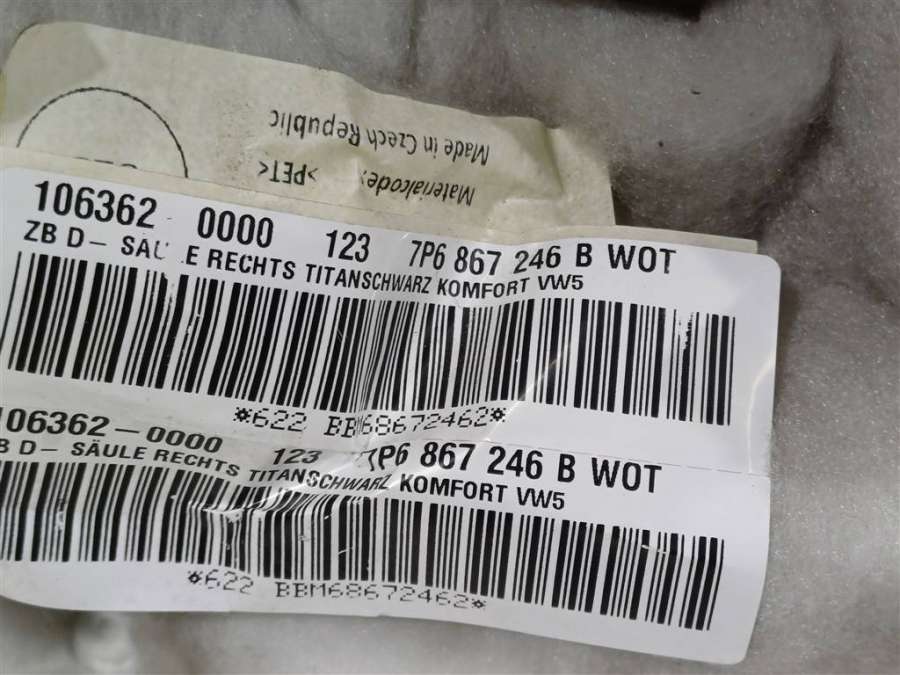 Made in Czech Republic
Materialcode: >PET<
106362 0000 123 7P6 867 246 B WOT
ZB D- SÄULE RECHTS TITANSCHWARZ KOMFORT VW5
*622 BBM68672462*
106362-0000 123 7P6 867 246 B WOT
B D- SÄULE RECHTS TITANSCHWARZ KOMFORT VW5
*622 BBM68672462*